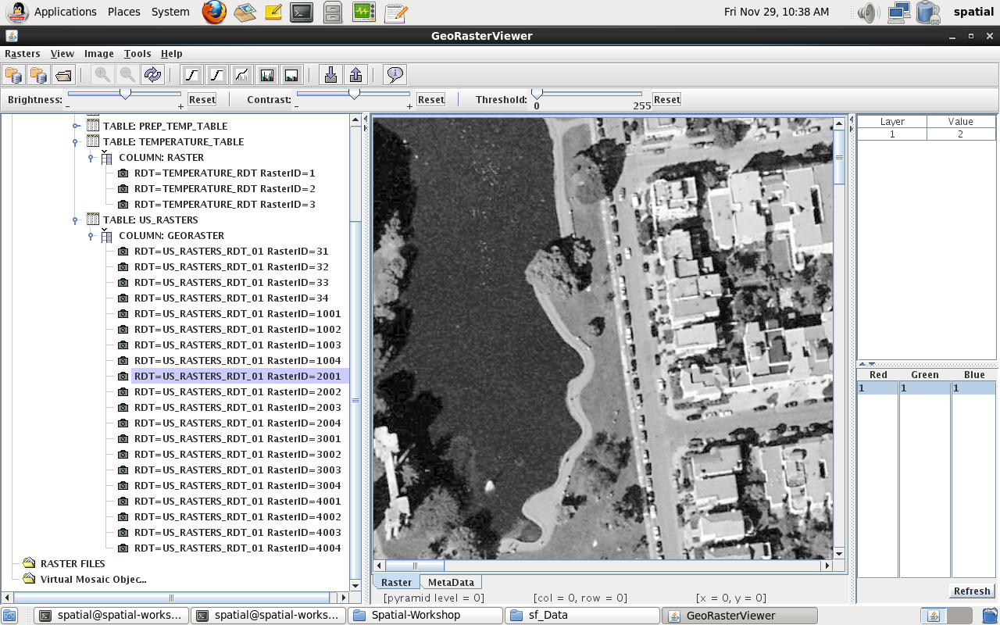 Applications Places System Fri Nov 29, 10:38 AM spatial
GeoRasterViewer
Rasters View Image Tools Help
Brightness: - + Reset Contrast: - + Reset Threshold: 0 255 Reset
TABLE: PREP_TEMP_TABLE
TABLE: TEMPERATURE_TABLE
COLUMN: RASTER
RDT=TEMPERATURE_RDT RasterID=1
RDT=TEMPERATURE_RDT RasterID=2
RDT=TEMPERATURE_RDT RasterID=3
TABLE: US_RASTERS
COLUMN: GEORASTER
RDT=US_RASTERS_RDT_01 RasterID=31
RDT=US_RASTERS_RDT_01 RasterID=32
RDT=US_RASTERS_RDT_01 RasterID=33
RDT=US_RASTERS_RDT_01 RasterID=34
RDT=US_RASTERS_RDT_01 RasterID=1001
RDT=US_RASTERS_RDT_01 RasterID=1002
RDT=US_RASTERS_RDT_01 RasterID=1003
RDT=US_RASTERS_RDT_01 RasterID=1004
RDT=US_RASTERS_RDT_01 RasterID=2001
RDT=US_RASTERS_RDT_01 RasterID=2002
RDT=US_RASTERS_RDT_01 RasterID=2003
RDT=US_RASTERS_RDT_01 RasterID=2004
RDT=US_RASTERS_RDT_01 RasterID=3001
RDT=US_RASTERS_RDT_01 RasterID=3002
RDT=US_RASTERS_RDT_01 RasterID=3003
RDT=US_RASTERS_RDT_01 RasterID=3004
RDT=US_RASTERS_RDT_01 RasterID=4001
RDT=US_RASTERS_RDT_01 RasterID=4002
RDT=US_RASTERS_RDT_01 RasterID=4003
RDT=US_RASTERS_RDT_01 RasterID=4004
RASTER FILES
Virtual Mosaic Objec...
Raster MetaData
[pyramid level = 0] [col = 0, row = 0] [x = 0, y = 0]
Layer Value
1 2
Red Green Blue
1 1 1
Refresh
spatial@spatial-works... spatial@spatial-works... Spatial-Workshop sf_Data GeoRasterViewer